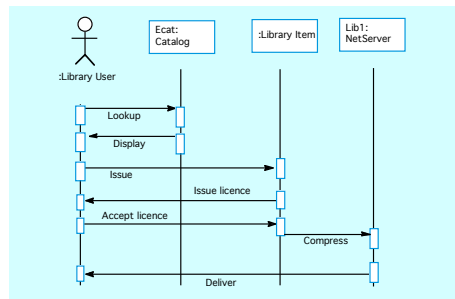 Ecat:
Catalog
:Library Item
Lib1:
NetServer
:Library User
Lookup
Display
Issue
Issue licence
Accept licence
Compress
Deliver